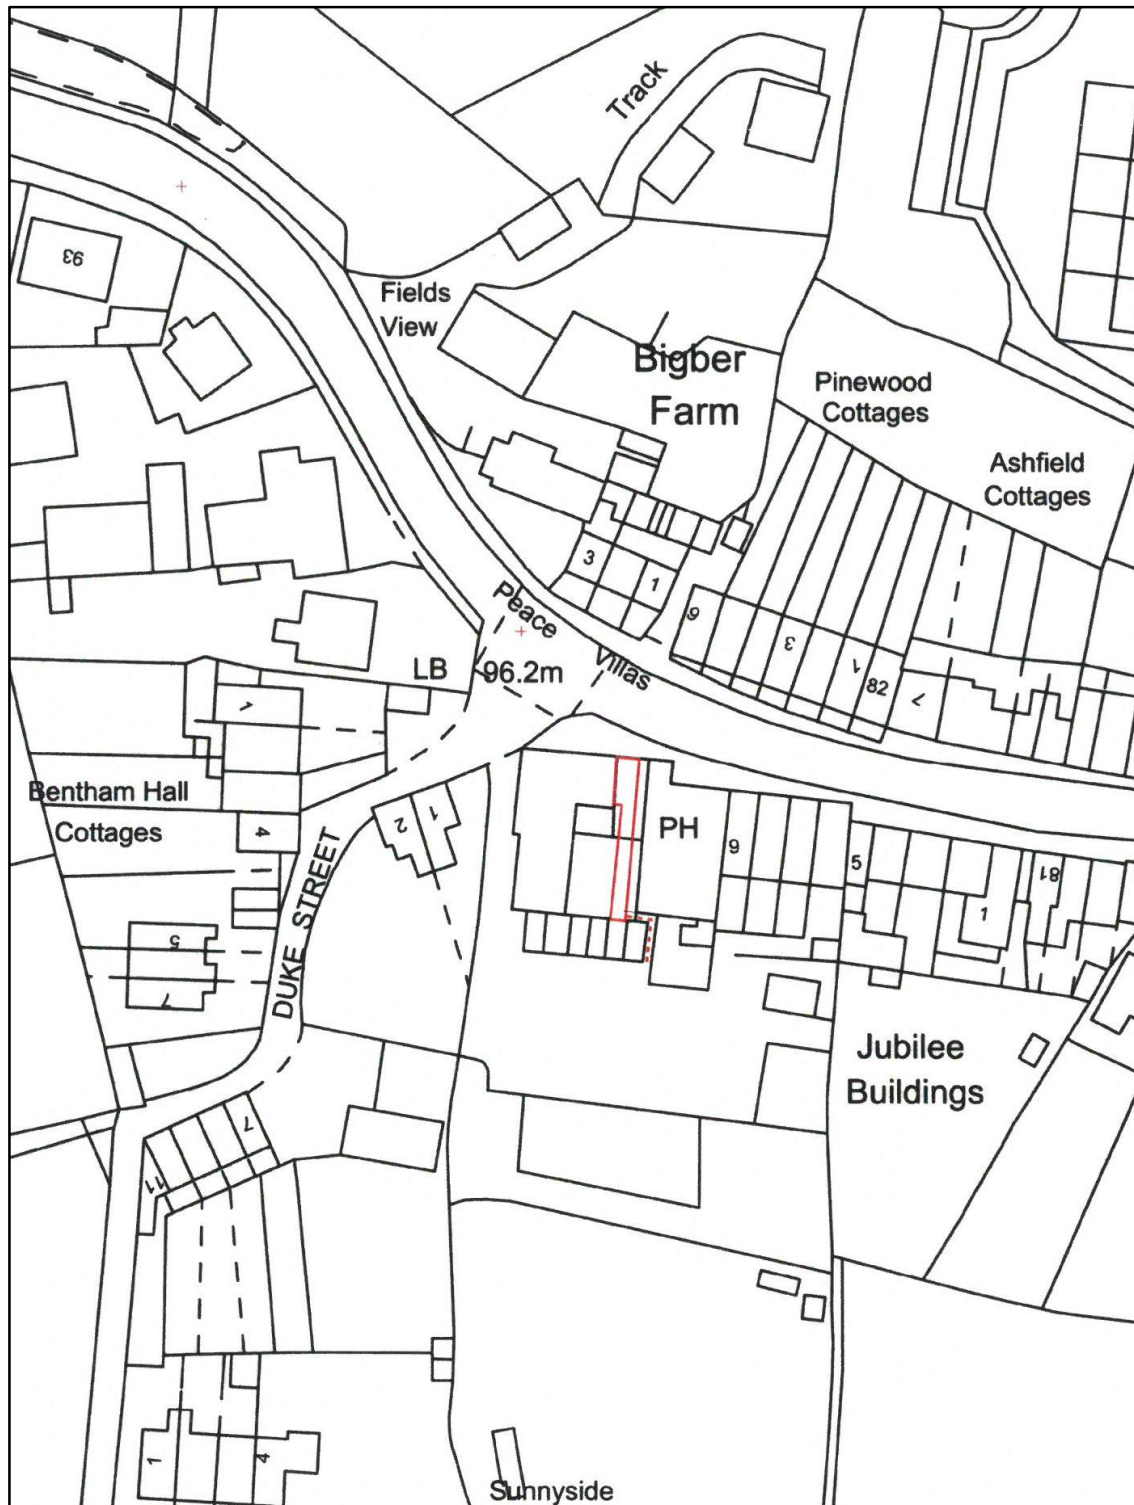 Track
93
Fields
View
Bigber
Farm
Pinewood
Cottages
Ashfield
Cottages
3
1
Peace
Villas
9
3
1
82
7
LB
96.2m
1
Bentham Hall
Cottages
4
2
1
PH
9
5
1
81
DUKE STREET
5
7
Jubilee
Buildings
7
11
1
4
Sunnyside